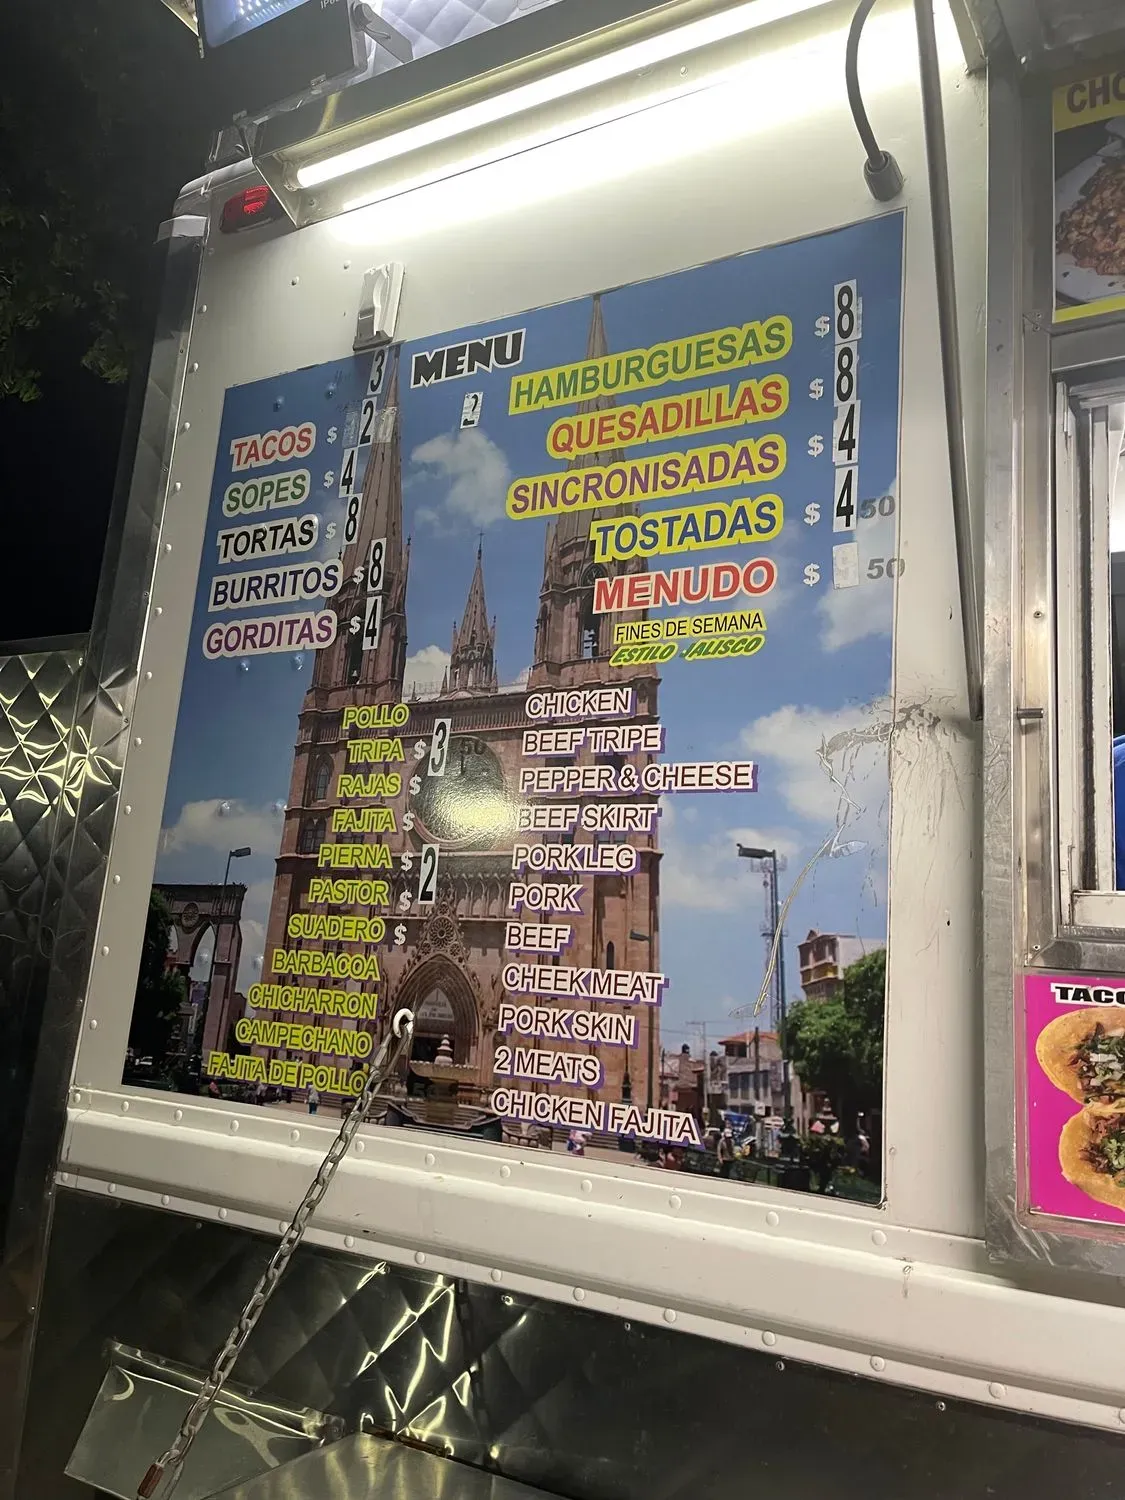 MENU
3
TACOS $ 2
SOPES $ 4
TORTAS $ 8
BURRITOS $ 8
GORDITAS $ 4
2
HAMBURGUESAS $ 8
QUESADILLAS $ 8
SINCRONISADAS $ 4
TOSTADAS $ 4 50
MENUDO $ 50
FINES DE SEMANA
ESTILO JALISCO
POLLO CHICKEN
TRIPA $ 3 50 BEEF TRIPE
RAJAS $ PEPPER & CHEESE
FAJITA $ BEEF SKIRT
PIERNA $ 2 PORK LEG
PASTOR $ PORK
SUADERO $ BEEF
BARBACOA CHEEK MEAT
CHICHARRON PORK SKIN
CAMPECHANO 2 MEATS
FAJITA DE POLLO CHICKEN FAJITA